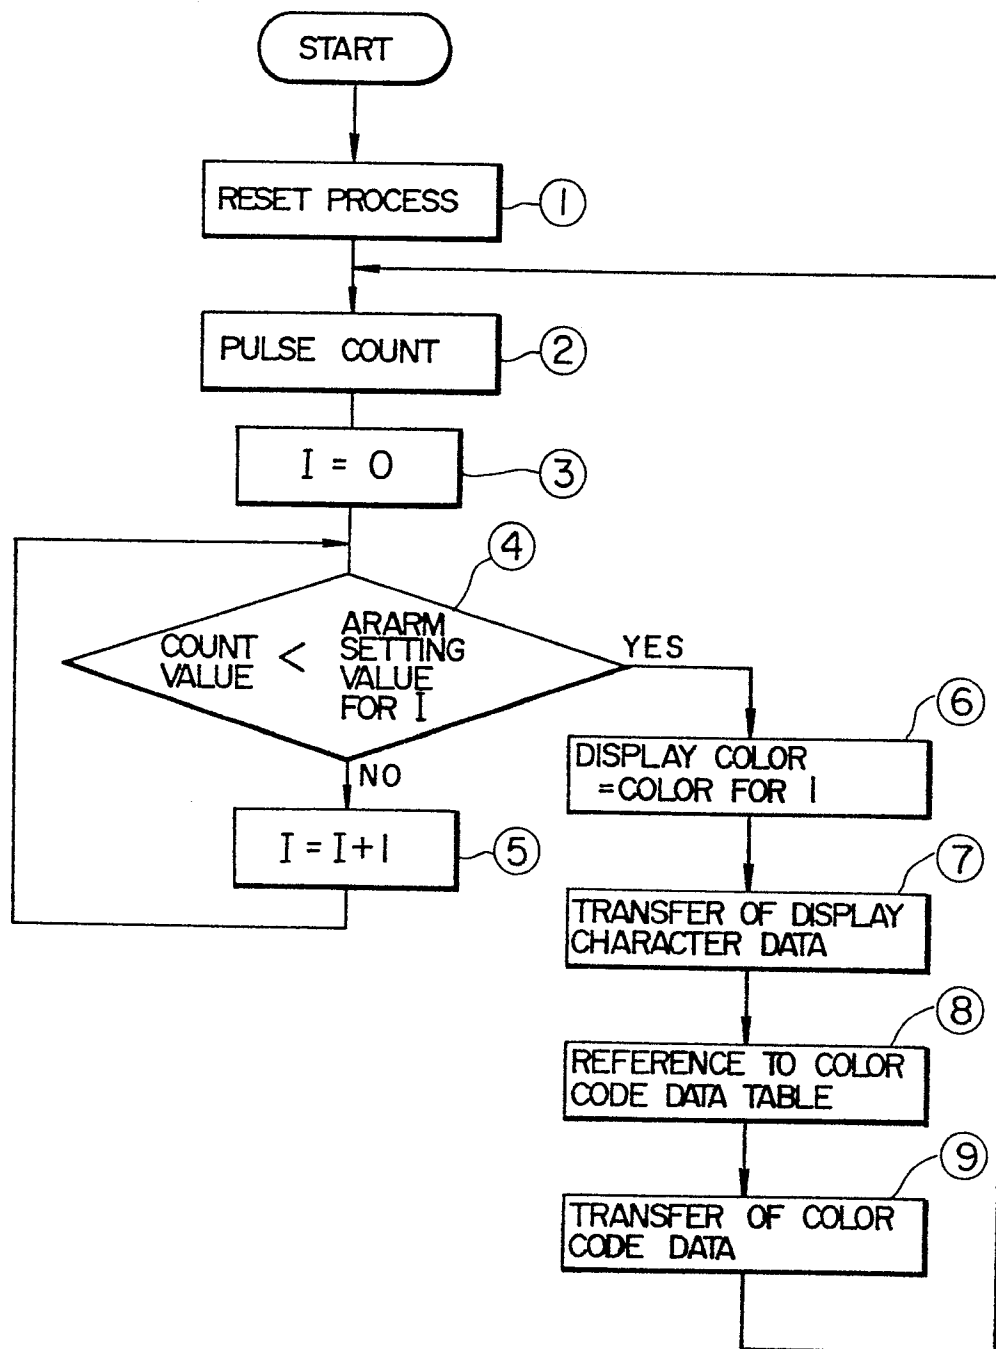 START
RESET PROCESS
①
PULSE COUNT
②
I = 0
③
④
COUNT
VALUE
<
ARARM
SETTING
VALUE
FOR I
YES
NO
I = I+1
⑤
⑥
DISPLAY COLOR
=COLOR FOR I
⑦
TRANSFER OF DISPLAY
CHARACTER DATA
⑧
REFERENCE TO COLOR
CODE DATA TABLE
⑨
TRANSFER OF COLOR
CODE DATA